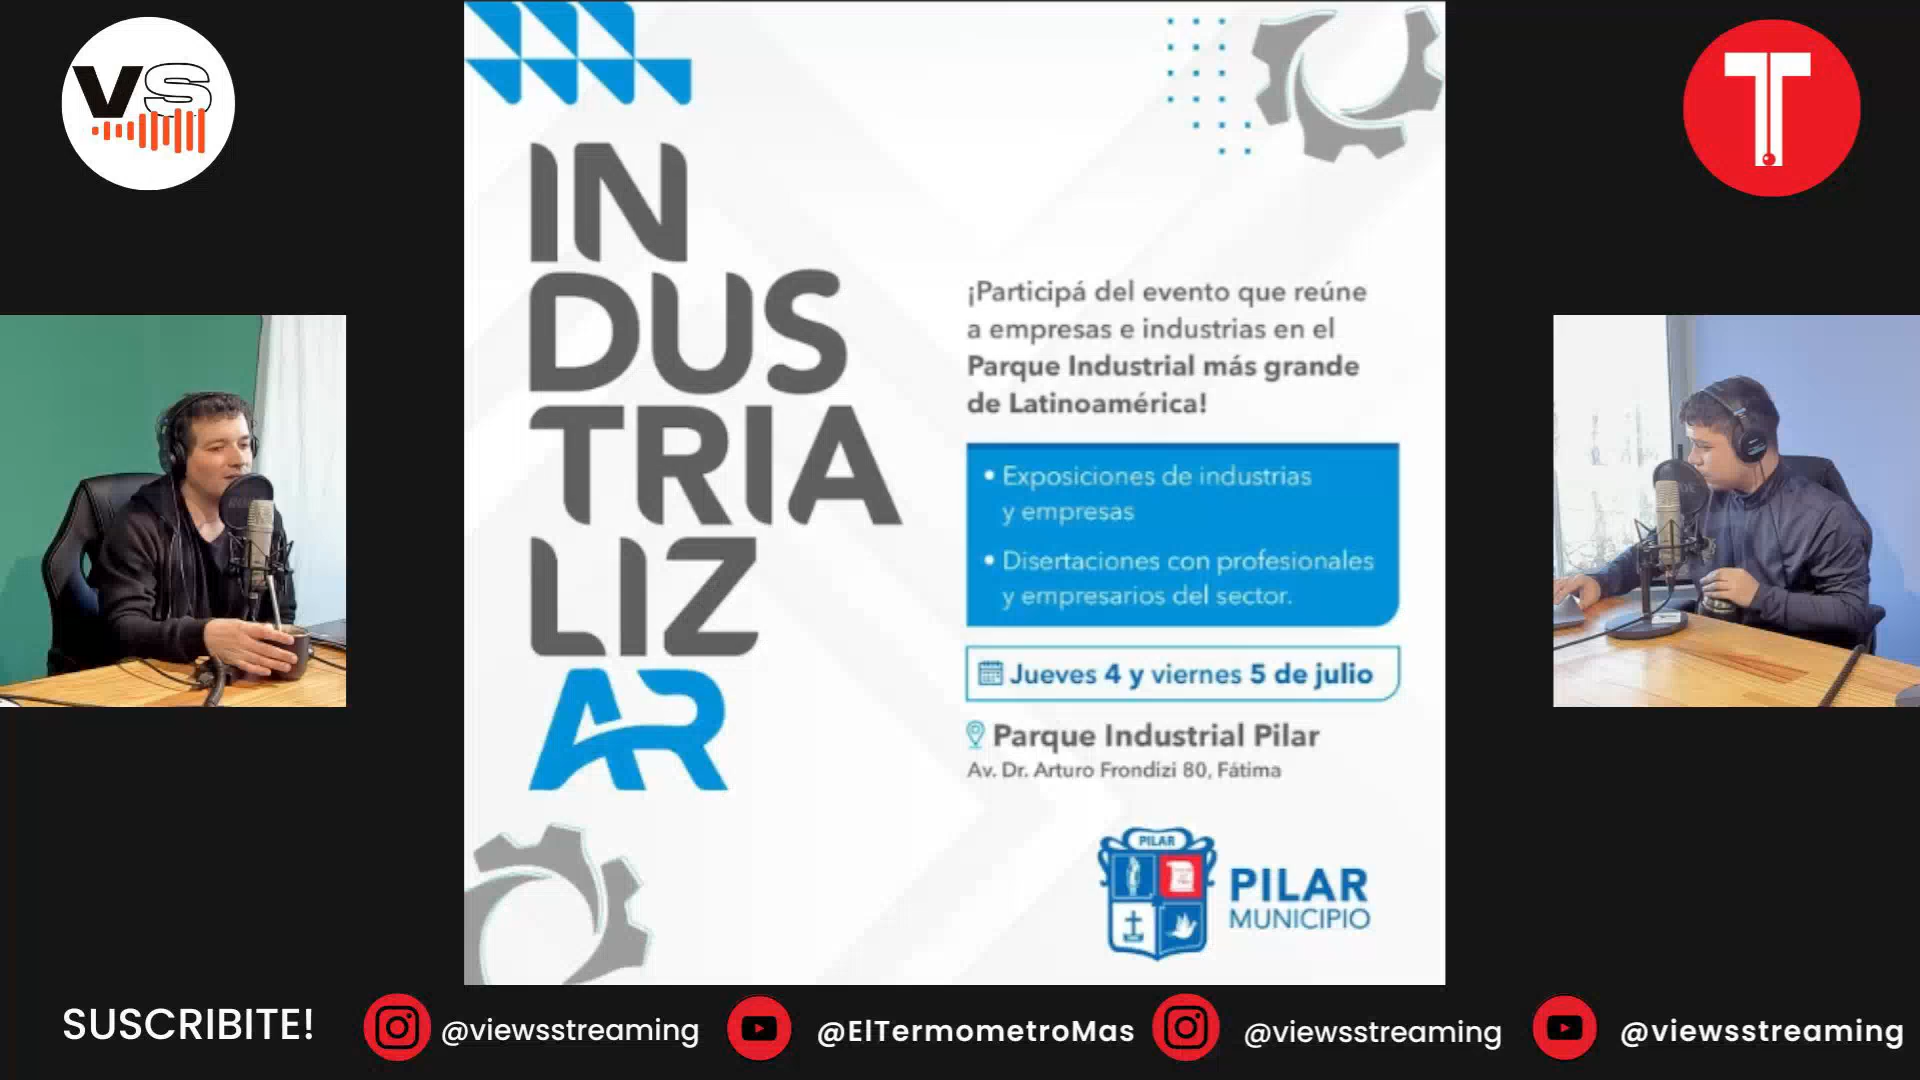 VS
T
IN
DUS
TRIA
LIZ
AR
¡Participá del evento que reúne
a empresas e industrias en el
Parque Industrial más grande
de Latinoamérica!
• Exposiciones de industrias
y empresas
• Disertaciones con profesionales
y empresarios del sector.
Jueves 4 y viernes 5 de julio
Parque Industrial Pilar
Av. Dr. Arturo Frondizi 80, Fátima
PILAR
PILAR
MUNICIPIO
SUSCRIBITE!
@viewsstreaming
@ElTermometroMas
@viewsstreaming
@viewsstreaming